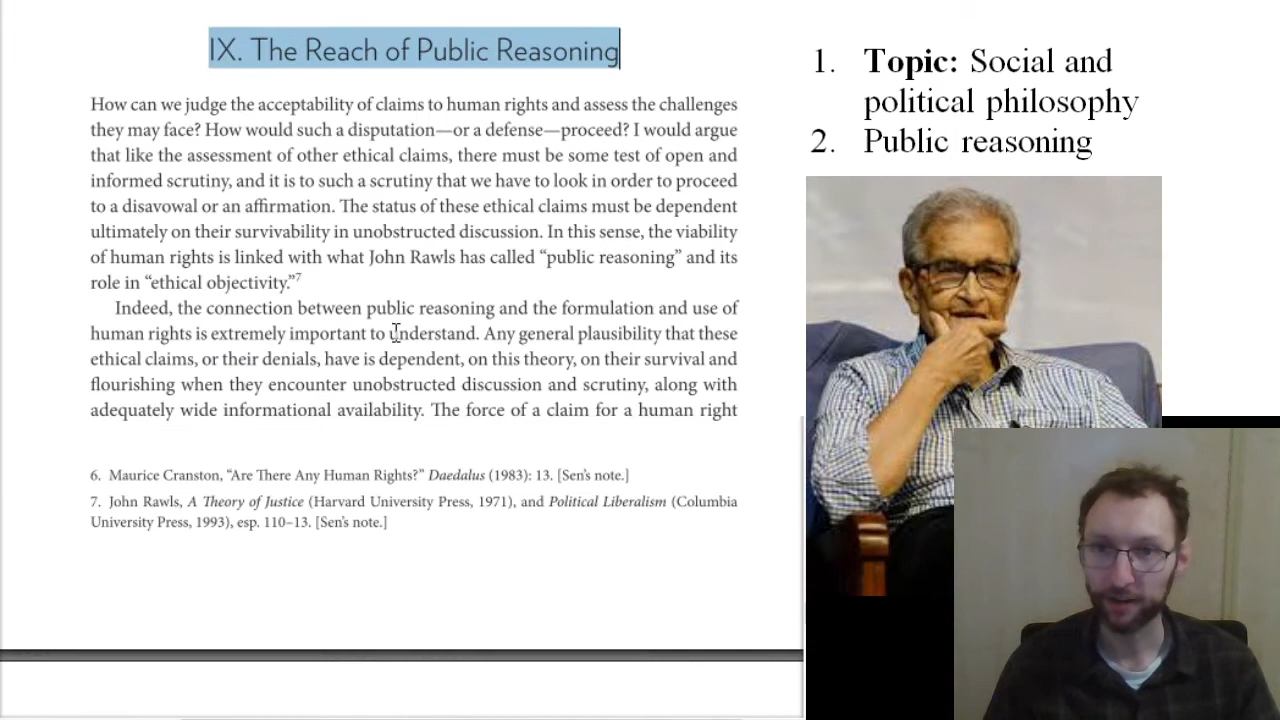 IX. The Reach of Public Reasoning
How can we judge the acceptability of claims to human rights and assess the challenges
they may face? How would such a disputation—or a defense—proceed? I would argue
that like the assessment of other ethical claims, there must be some test of open and
informed scrutiny, and it is to such a scrutiny that we have to look in order to proceed
to a disavowal or an affirmation. The status of these ethical claims must be dependent
ultimately on their survivability in unobstructed discussion. In this sense, the viability
of human rights is linked with what John Rawls has called “public reasoning” and its
role in “ethical objectivity.”7
Indeed, the connection between public reasoning and the formulation and use of
human rights is extremely important to understand. Any general plausibility that these
ethical claims, or their denials, have is dependent, on this theory, on their survival and
flourishing when they encounter unobstructed discussion and scrutiny, along with
adequately wide informational availability. The force of a claim for a human right
6. Maurice Cranston, “Are There Any Human Rights?” Daedalus (1983): 13. [Sen’s note.]
7. John Rawls, A Theory of Justice (Harvard University Press, 1971), and Political Liberalism (Columbia
University Press, 1993), esp. 110–13. [Sen’s note.]
1. Topic: Social and
political philosophy
2. Public reasoning